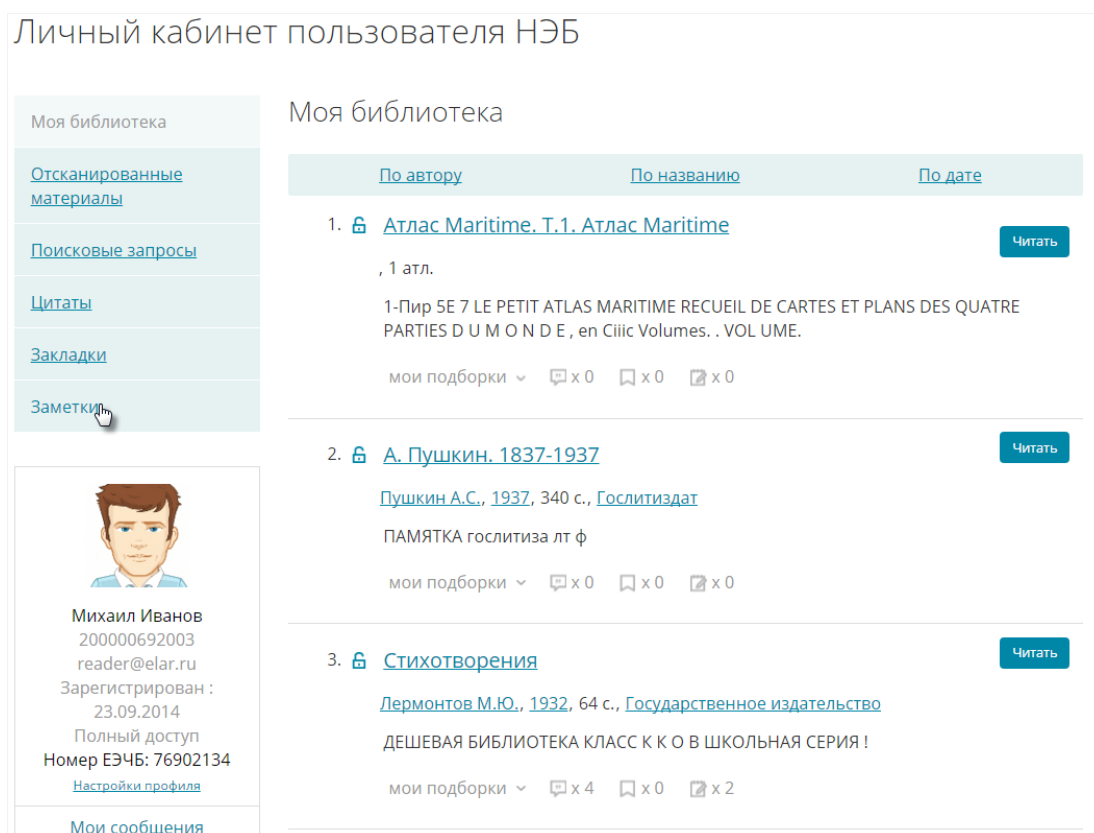 Личный кабинет пользователя НЭБ
Моя библиотека
Отсканированные
материалы
Поисковые запросы
Цитаты
Закладки
Заметки
Михаил Иванов
200000692003
reader@elar.ru
Зарегистрирован :
23.09.2014
Полный доступ
Номер ЕЭЧБ: 76902134
Настройки профиля
Мои сообщения
Моя библиотека
По автору По названию По дате
1. Атлас Maritime. Т.1. Атлас Maritime
Читать
, 1 атл.
1-Пир 5Е 7 LE PETIT ATLAS MARITIME RECUEIL DE CARTES ET PLANS DES QUATRE
PARTIES D U M O N D E , en Ciiic Volumes. . VOL UME.
мои подборки x 0 x 0 x 0
2. А. Пушкин. 1837-1937
Читать
Пушкин А.С., 1937, 340 с., Гослитиздат
ПАМЯТКА гослитиза лт ф
мои подборки x 0 x 0 x 0
3. Стихотворения
Читать
Лермонтов М.Ю., 1932, 64 с., Государственное издательство
ДЕШЕВАЯ БИБЛИОТЕКА КЛАСС К К О В ШКОЛЬНАЯ СЕРИЯ !
мои подборки x 4 x 0 x 2